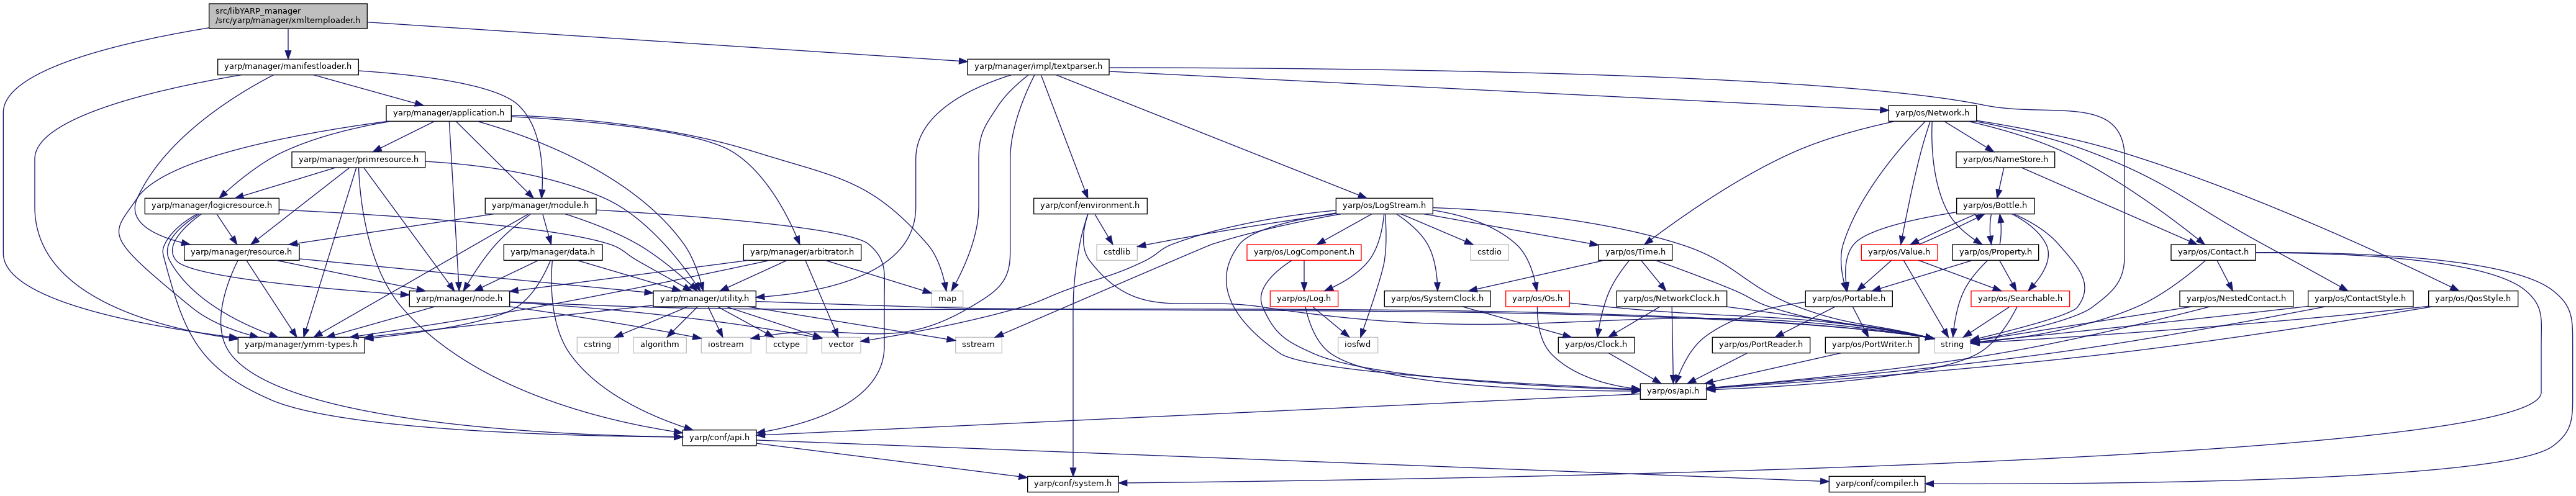 src/libYARP_manager
/src/yarp/manager/xmltemploader.h
yarp/manager/manifestloader.h
yarp/manager/impl/textparser.h
yarp/manager/application.h
yarp/os/Network.h
yarp/manager/primresource.h
yarp/os/NameStore.h
yarp/manager/logicresource.h
yarp/manager/module.h
yarp/conf/environment.h
yarp/os/LogStream.h
yarp/os/Bottle.h
yarp/manager/resource.h
yarp/manager/data.h
yarp/manager/arbitrator.h
cstdlib
yarp/os/LogComponent.h
cstdio
yarp/os/Time.h
yarp/os/Value.h
yarp/os/Property.h
yarp/os/Contact.h
yarp/manager/node.h
yarp/manager/utility.h
map
yarp/os/Log.h
yarp/os/SystemClock.h
yarp/os/Os.h
yarp/os/NetworkClock.h
yarp/os/Portable.h
yarp/os/Searchable.h
yarp/os/NestedContact.h
yarp/os/ContactStyle.h
yarp/os/QosStyle.h
yarp/manager/ymm-types.h
cstring
algorithm
iostream
cctype
vector
sstream
iosfwd
yarp/os/Clock.h
yarp/os/PortReader.h
yarp/os/PortWriter.h
string
yarp/os/api.h
yarp/conf/api.h
yarp/conf/system.h
yarp/conf/compiler.h